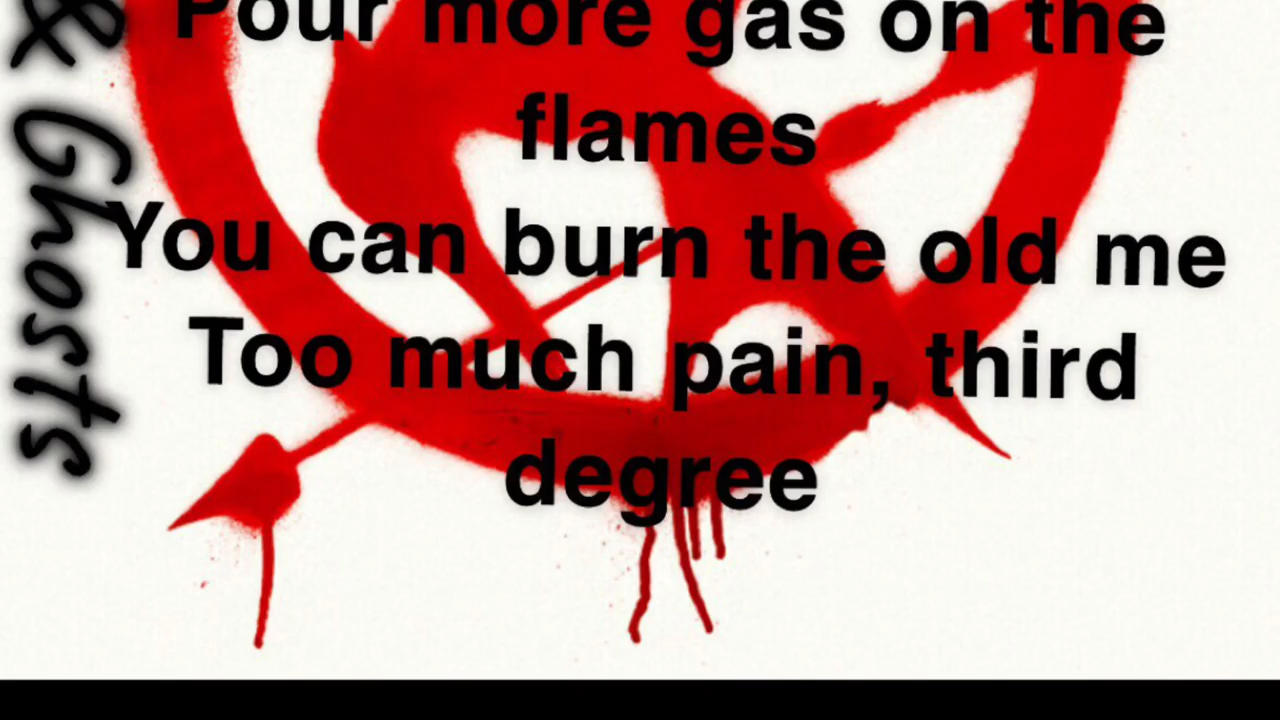 & Ghosts
Pour more gas on the
flames
You can burn the old me
Too much pain, third
degree